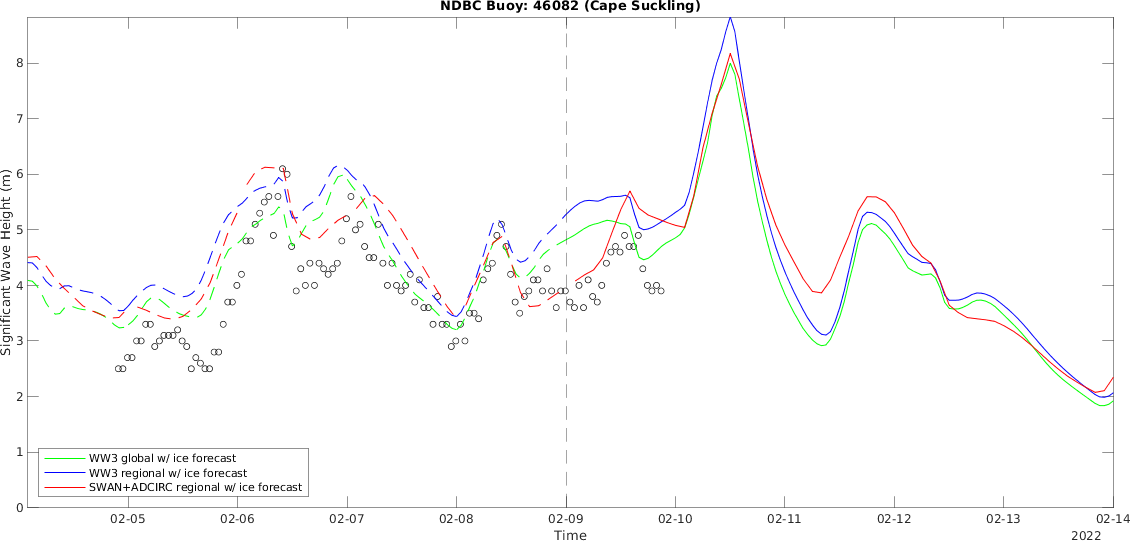 NDBC Buoy: 46082 (Cape Suckling)
Significant Wave Height (m)
8
7
6
5
4
3
2
1
0
WW3 global w/ ice forecast
WW3 regional w/ ice forecast
SWAN+ADCIRC regional w/ ice forecast
02-05 02-06 02-07 02-08 02-09 02-10 02-11 02-12 02-13 02-14
Time
2022